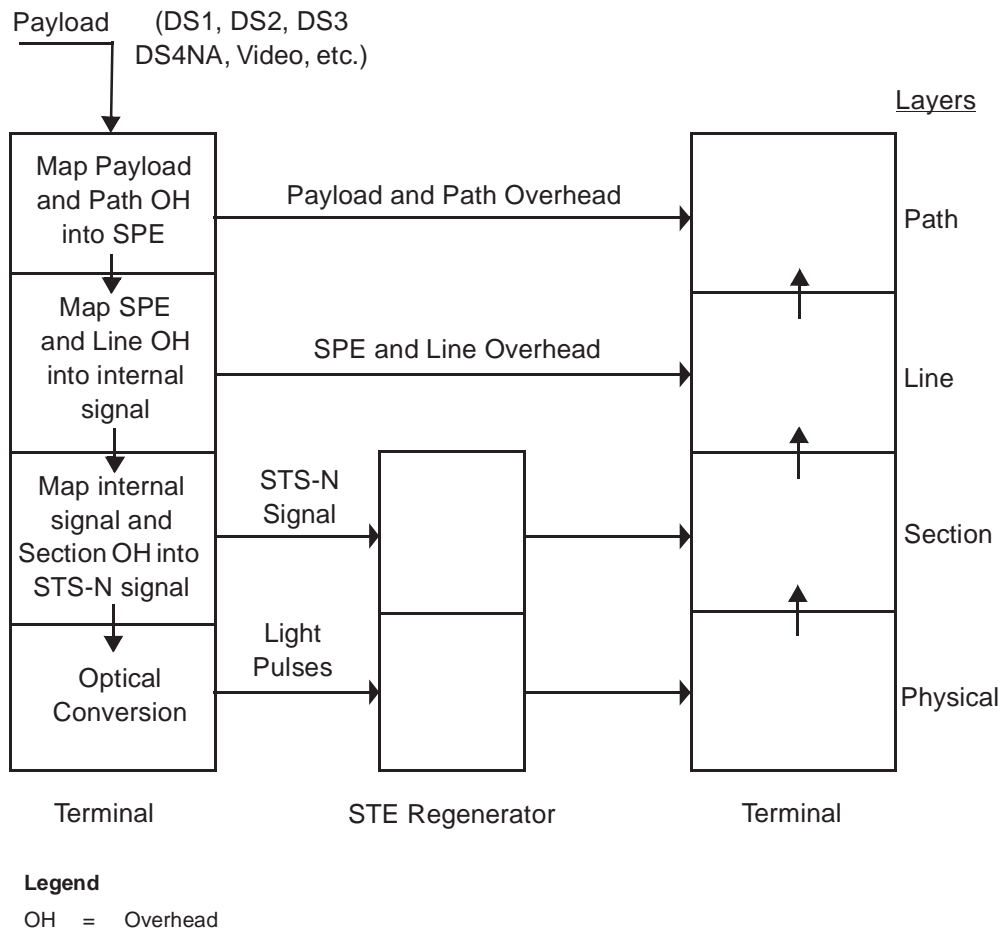 Payload
(DS1, DS2, DS3
DS4NA, Video, etc.)
Layers
Map Payload
and Path OH
into SPE
Payload and Path Overhead
Path
Map SPE
and Line OH
into internal
signal
SPE and Line Overhead
Line
Map internal
signal and
Section OH into
STS-N signal
STS-N
Signal
Section
Optical
Conversion
Light
Pulses
Physical
Terminal
STE Regenerator
Terminal
Legend
OH = Overhead